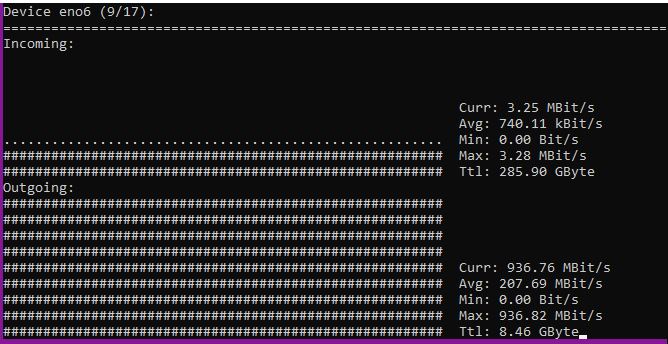 Device eno6 (9/17):
===================================================================================
Incoming:
Curr: 3.25 MBit/s
Avg: 740.11 kBit/s
Min: 0.00 Bit/s
.......................................................
####################################################### Max: 3.28 MBit/s
####################################################### Ttl: 285.90 GByte
Outgoing:
#######################################################
#######################################################
#######################################################
#######################################################
####################################################### Curr: 936.76 MBit/s
####################################################### Avg: 207.69 MBit/s
####################################################### Min: 0.00 Bit/s
####################################################### Max: 936.82 MBit/s
####################################################### Ttl: 8.46 GByte